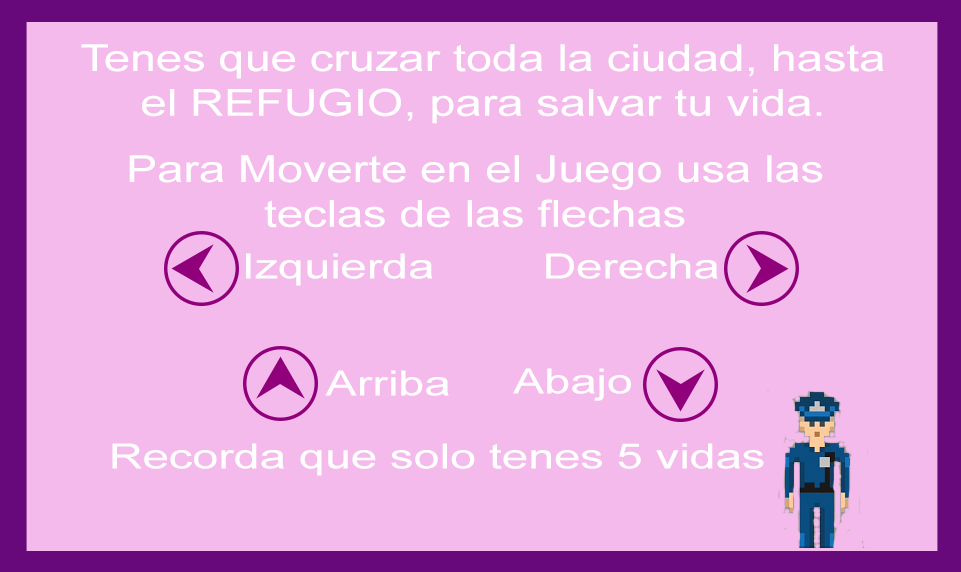 Tenes que cruzar toda la ciudad, hasta
el REFUGIO, para salvar tu vida.
Para Moverte en el Juego usa las
teclas de las flechas
Izquierda Derecha
Arriba Abajo
Recorda que solo tenes 5 vidas